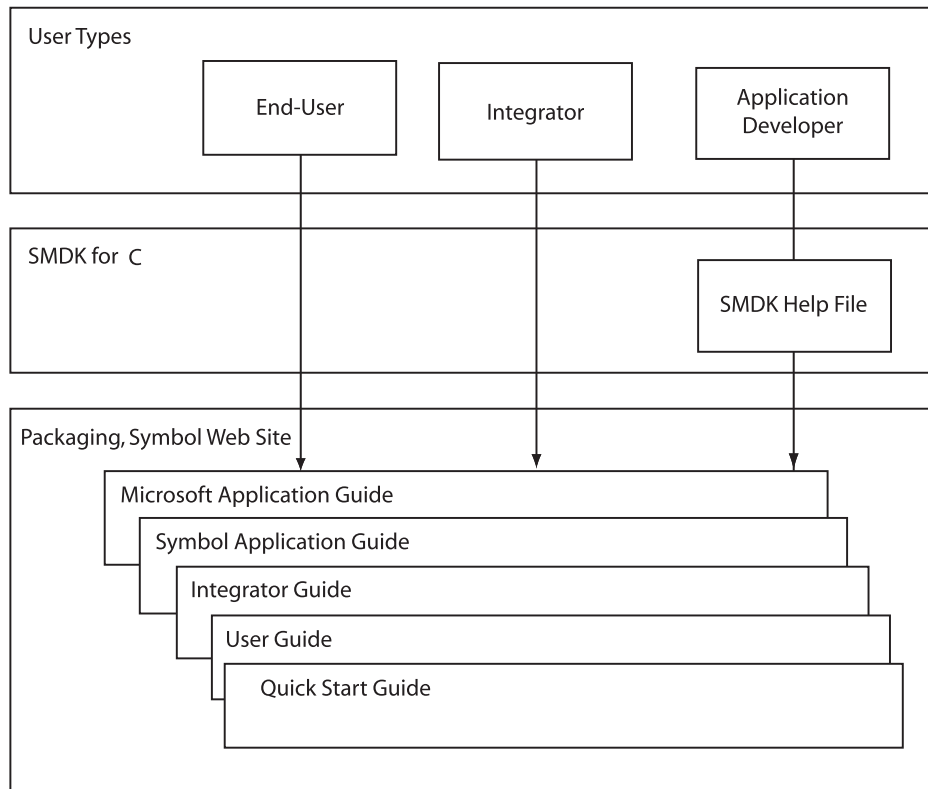 User Types
End-User
Integrator
Application
Developer
SMDK for C
SMDK Help File
Packaging, Symbol Web Site
Microsoft Application Guide
Symbol Application Guide
Integrator Guide
User Guide
Quick Start Guide